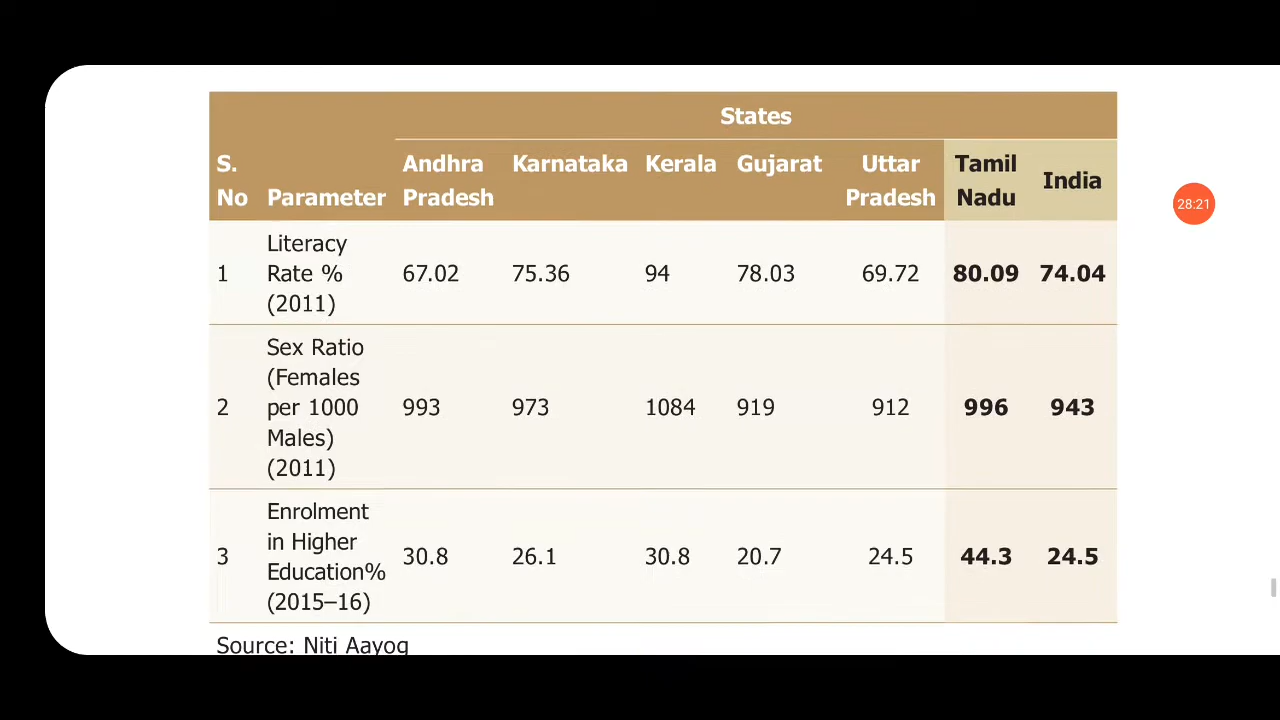 States
S. No Parameter Andhra Pradesh Karnataka Kerala Gujarat Uttar Pradesh Tamil Nadu India
1 Literacy Rate % (2011) 67.02 75.36 94 78.03 69.72 80.09 74.04
2 Sex Ratio (Females per 1000 Males) (2011) 993 973 1084 919 912 996 943
3 Enrolment in Higher Education% (2015–16) 30.8 26.1 30.8 20.7 24.5 44.3 24.5
Source: Niti Aayog
28:21